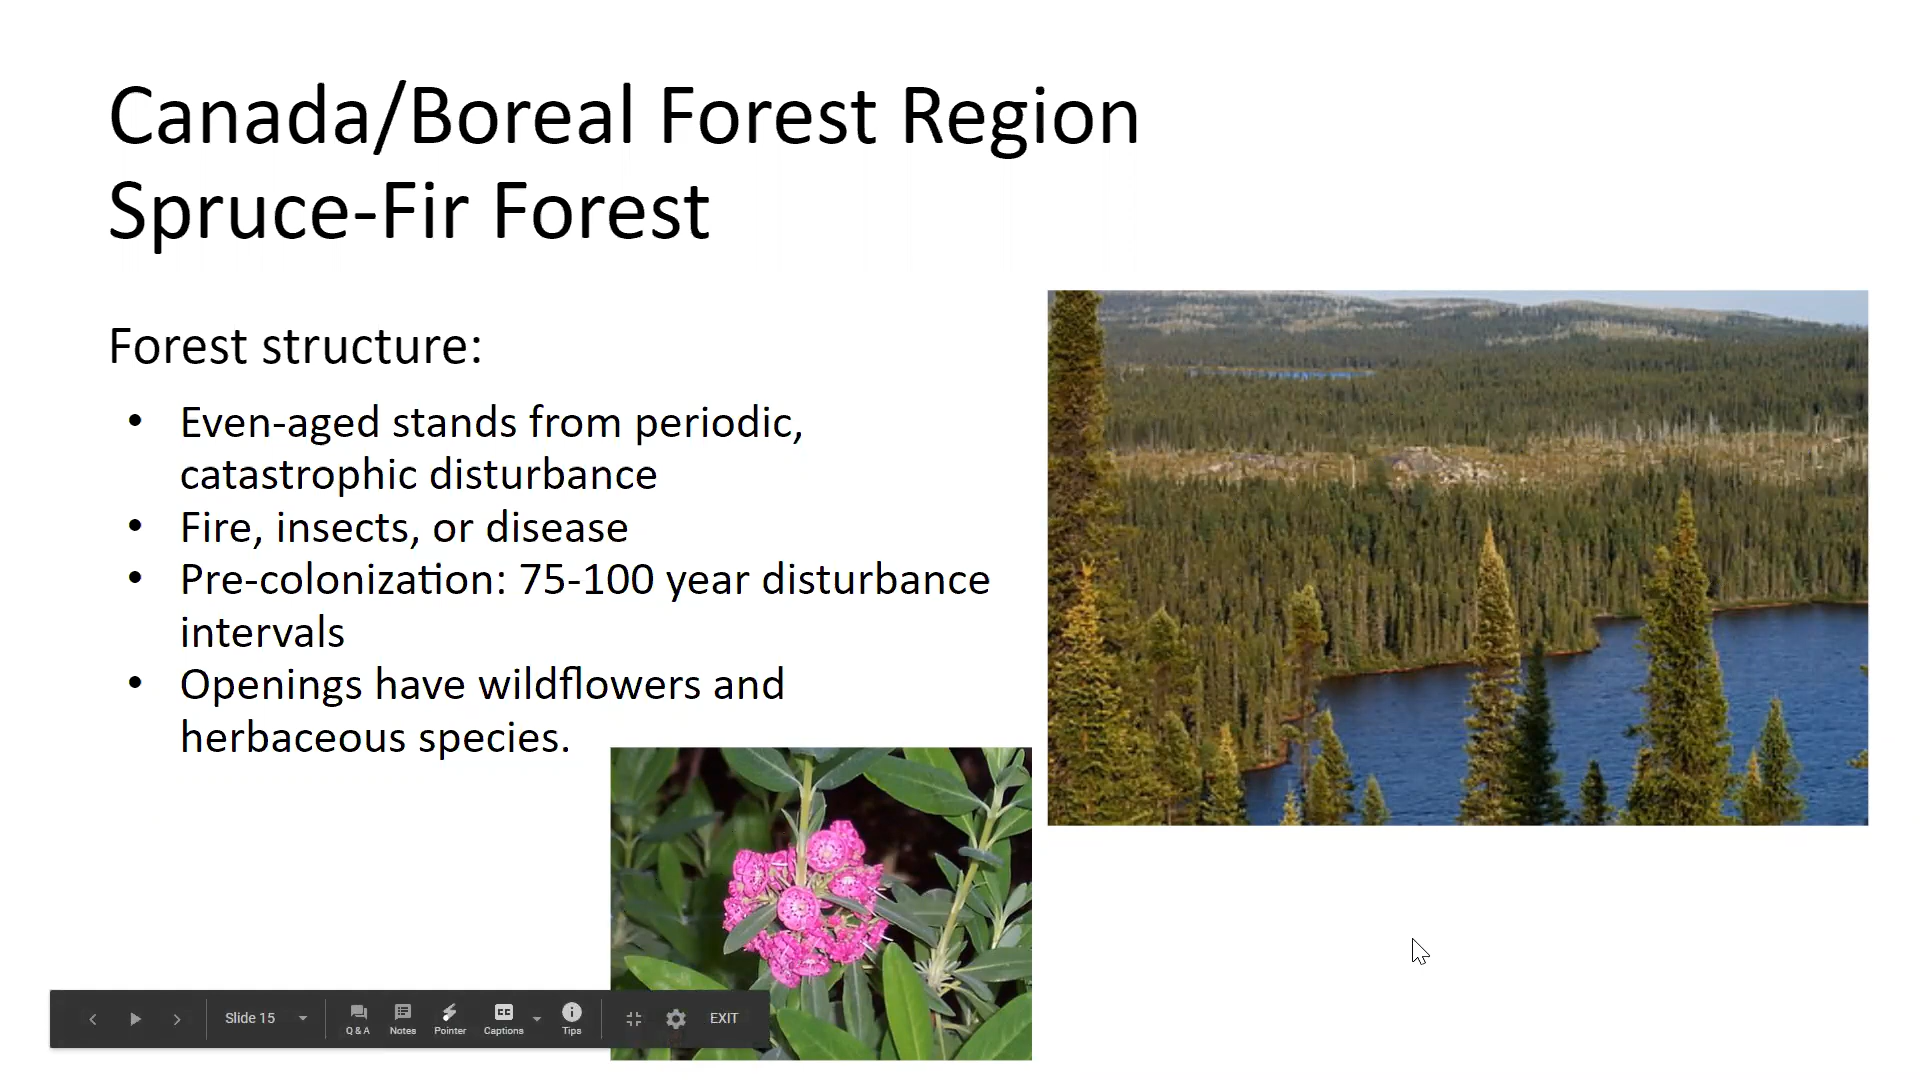 Canada/Boreal Forest Region
Spruce-Fir Forest
Forest structure:
• Even-aged stands from periodic,
catastrophic disturbance
• Fire, insects, or disease
• Pre-colonization: 75-100 year disturbance
intervals
• Openings have wildflowers and
herbaceous species.
Slide 15
Q & A
Notes
Pointer
CC
Captions
Tips
EXIT